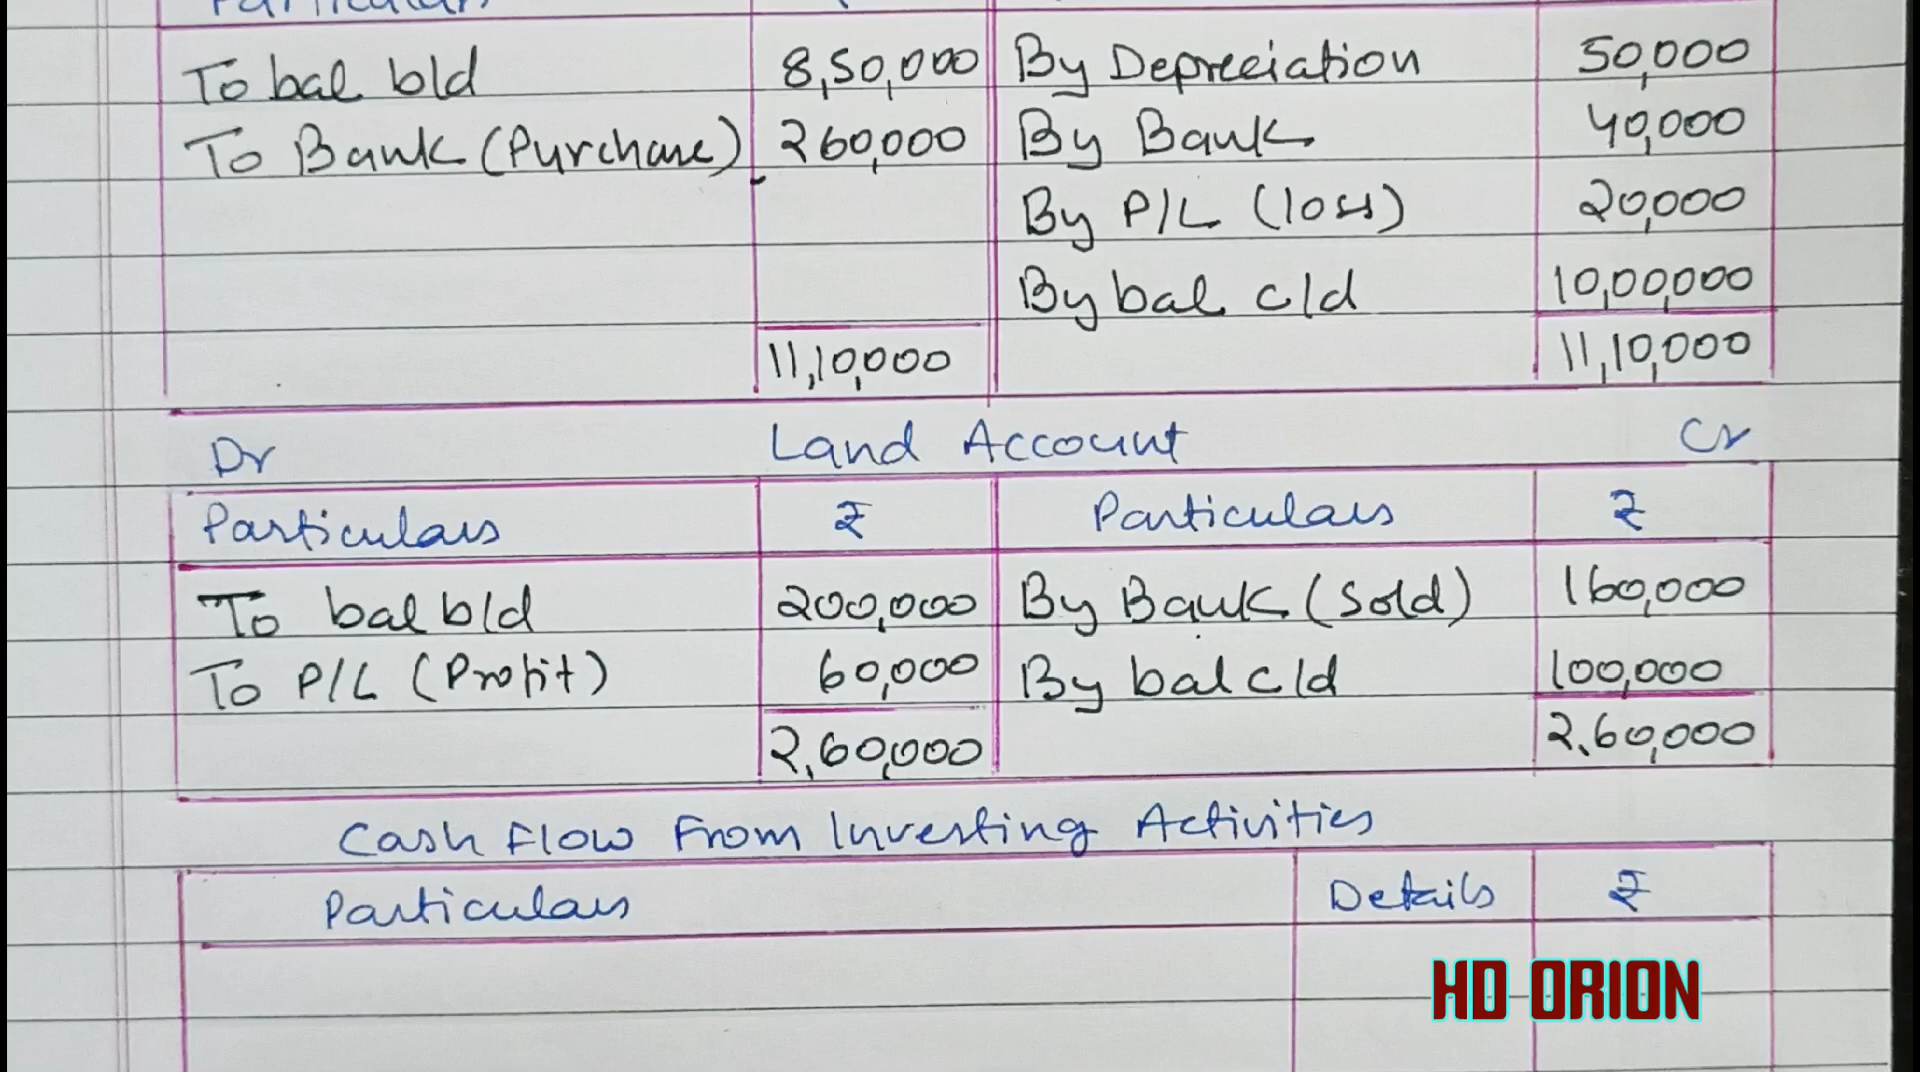 Particulars ₹
To bal b/d 8,50,000 By Depreciation 50,000
To Bank (Purchase) 260,000 By Bank 40,000
By P/L (loss) 20,000
By bal c/d 10,00,000
11,10,000 11,10,000
Dr Land Account Cr
Particulars ₹ Particulars ₹
To bal b/d 200,000 By Bank (Sold) 160,000
To P/L (Profit) 60,000 By bal c/d 100,000
2,60,000 2,60,000
Cash Flow From Investing Activities
Particulars Details ₹
HD ORION